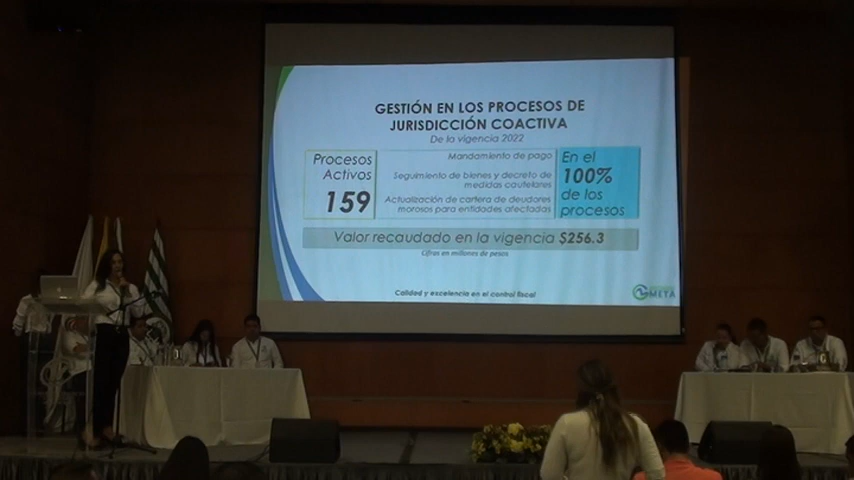 GESTIÓN EN LOS PROCESOS DE
JURISDICCIÓN COACTIVA
De la vigencia 2022
Procesos
Activos
159
Mandamiento de pago
Seguimiento de bienes y decreto de
medidas cautelares
Actualización de cartera de deudores
morosos para entidades afectadas
En el
100%
de los
procesos
Valor recaudado en la vigencia $256.3
Cifras en millones de pesos
Calidad y excelencia en el control fiscal
META